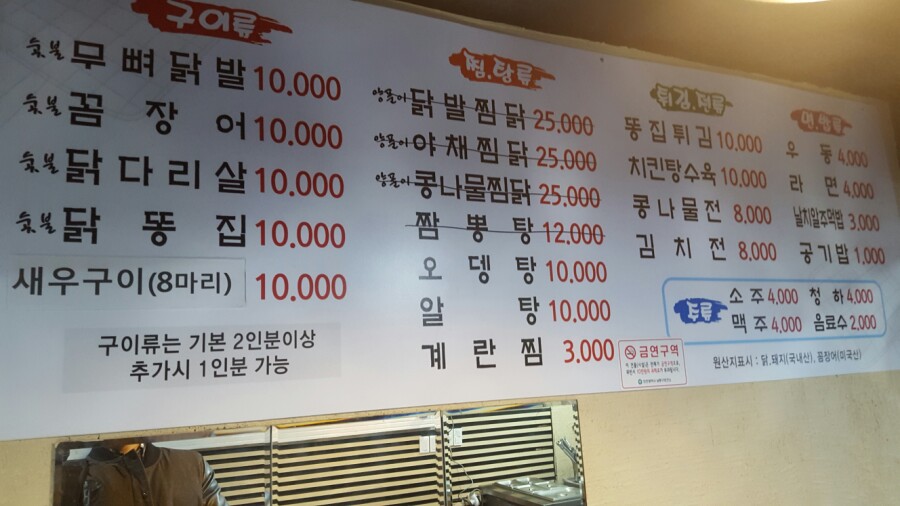 구이류
숯불 무뼈닭발 10.000
숯불 꼼장어 10.000
숯불 닭다리살 10.000
숯불 닭똥집 10.000
새우구이(8마리) 10.000
구이류는 기본 2인분이상
추가시 1인분 가능
찜.탕류
양푼이 닭발찜닭 25.000
양푼이 야채찜닭 25.000
양푼이 콩나물찜닭 25.000
짬뽕탕 12.000
오뎅탕 10,000
알탕 10,000
계란찜 3,000
튀김.전류
똥집튀김 10,000
치킨탕수육 10,000
콩나물전 8,000
김치전 8,000
우동 4,000
라면 4,000
날치알주먹밥 3,000
공기밥 1,000
주류
소주 4,000 청하 4,000
맥주 4,000 음료수 2,000
금연구역
원산지표시 : 닭,돼지(국내산), 꼼장어(미국산)